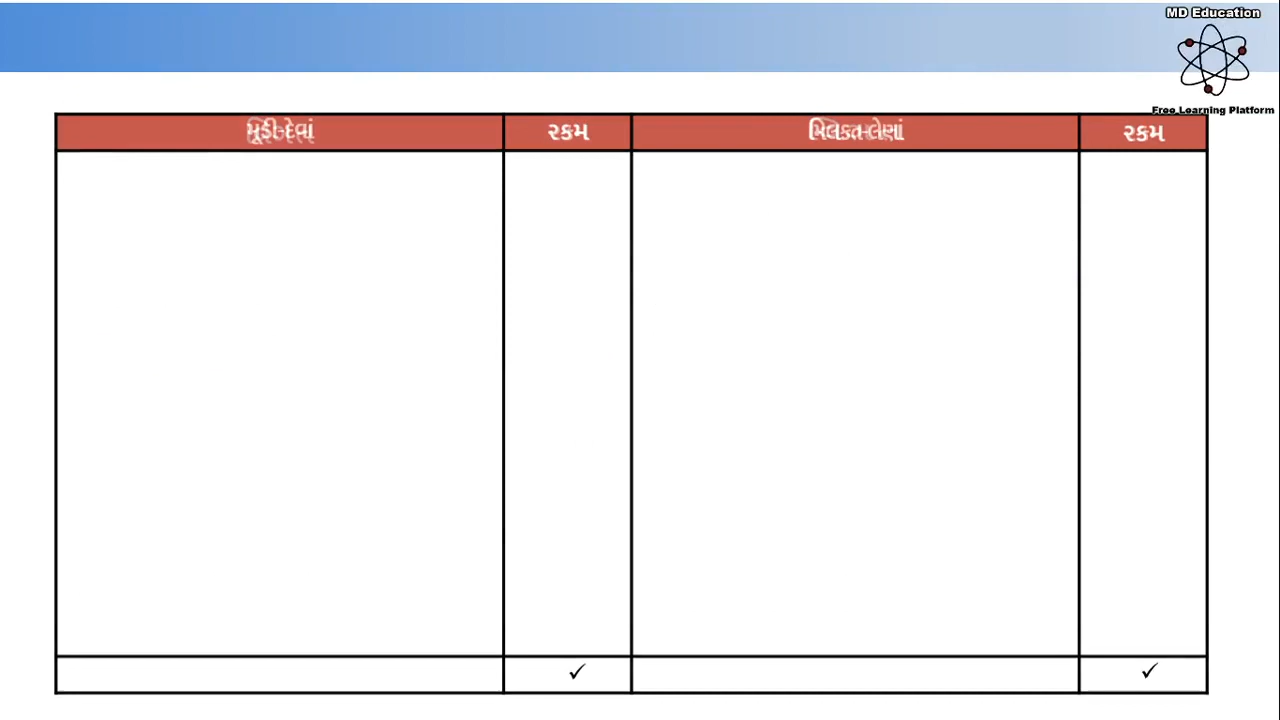 MD Education
Free Learning Platform
મૂડી-દેવાં રકમ મિલકત-લેણાં રકમ
✓ ✓